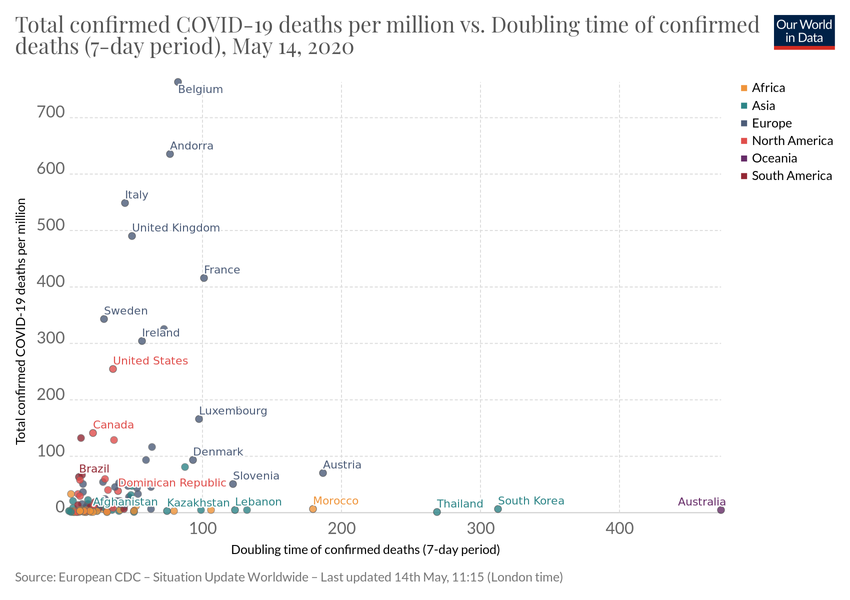 Total confirmed COVID-19 deaths per million vs. Doubling time of confirmed
deaths (7-day period), May 14, 2020
Our World
in Data
Africa
Asia
Europe
North America
Oceania
South America
Total confirmed COVID-19 deaths per million
700
600
500
400
300
200
100
0
Belgium
Andorra
Italy
United Kingdom
France
Sweden
Ireland
United States
Luxembourg
Canada
Denmark
Austria
Brazil
Slovenia
Dominican Republic
Afghanistan
Kazakhstan
Lebanon
Morocco
Thailand
South Korea
Australia
100
200
300
400
Doubling time of confirmed deaths (7-day period)
Source: European CDC – Situation Update Worldwide – Last updated 14th May, 11:15 (London time)